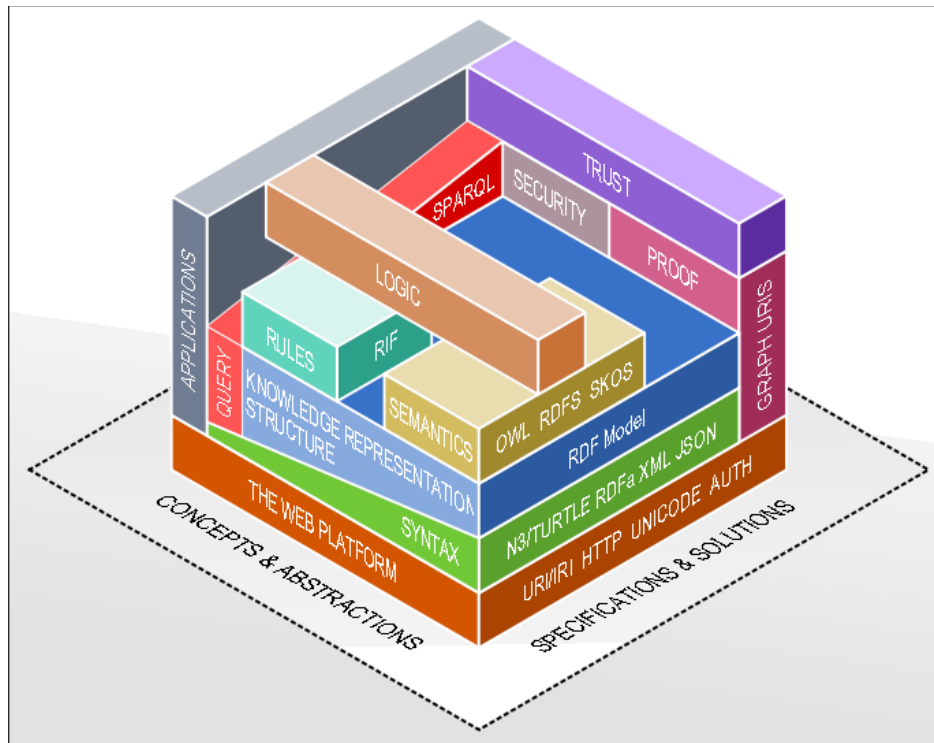 TRUST
SECURITY
SPARQL
PROOF
LOGIC
APPLICATIONS
GRAPH URIS
RULES
RIF
QUERY
KNOWLEDGE REPRESENTATION
STRUCTURE
SEMANTICS
OWL RDFS SKOS
RDF Model
SYNTAX
N3/TURTLE RDFa XML JSON
THE WEB PLATFORM
URI/IRI HTTP UNICODE AUTH
CONCEPTS & ABSTRACTIONS
SPECIFICATIONS & SOLUTIONS